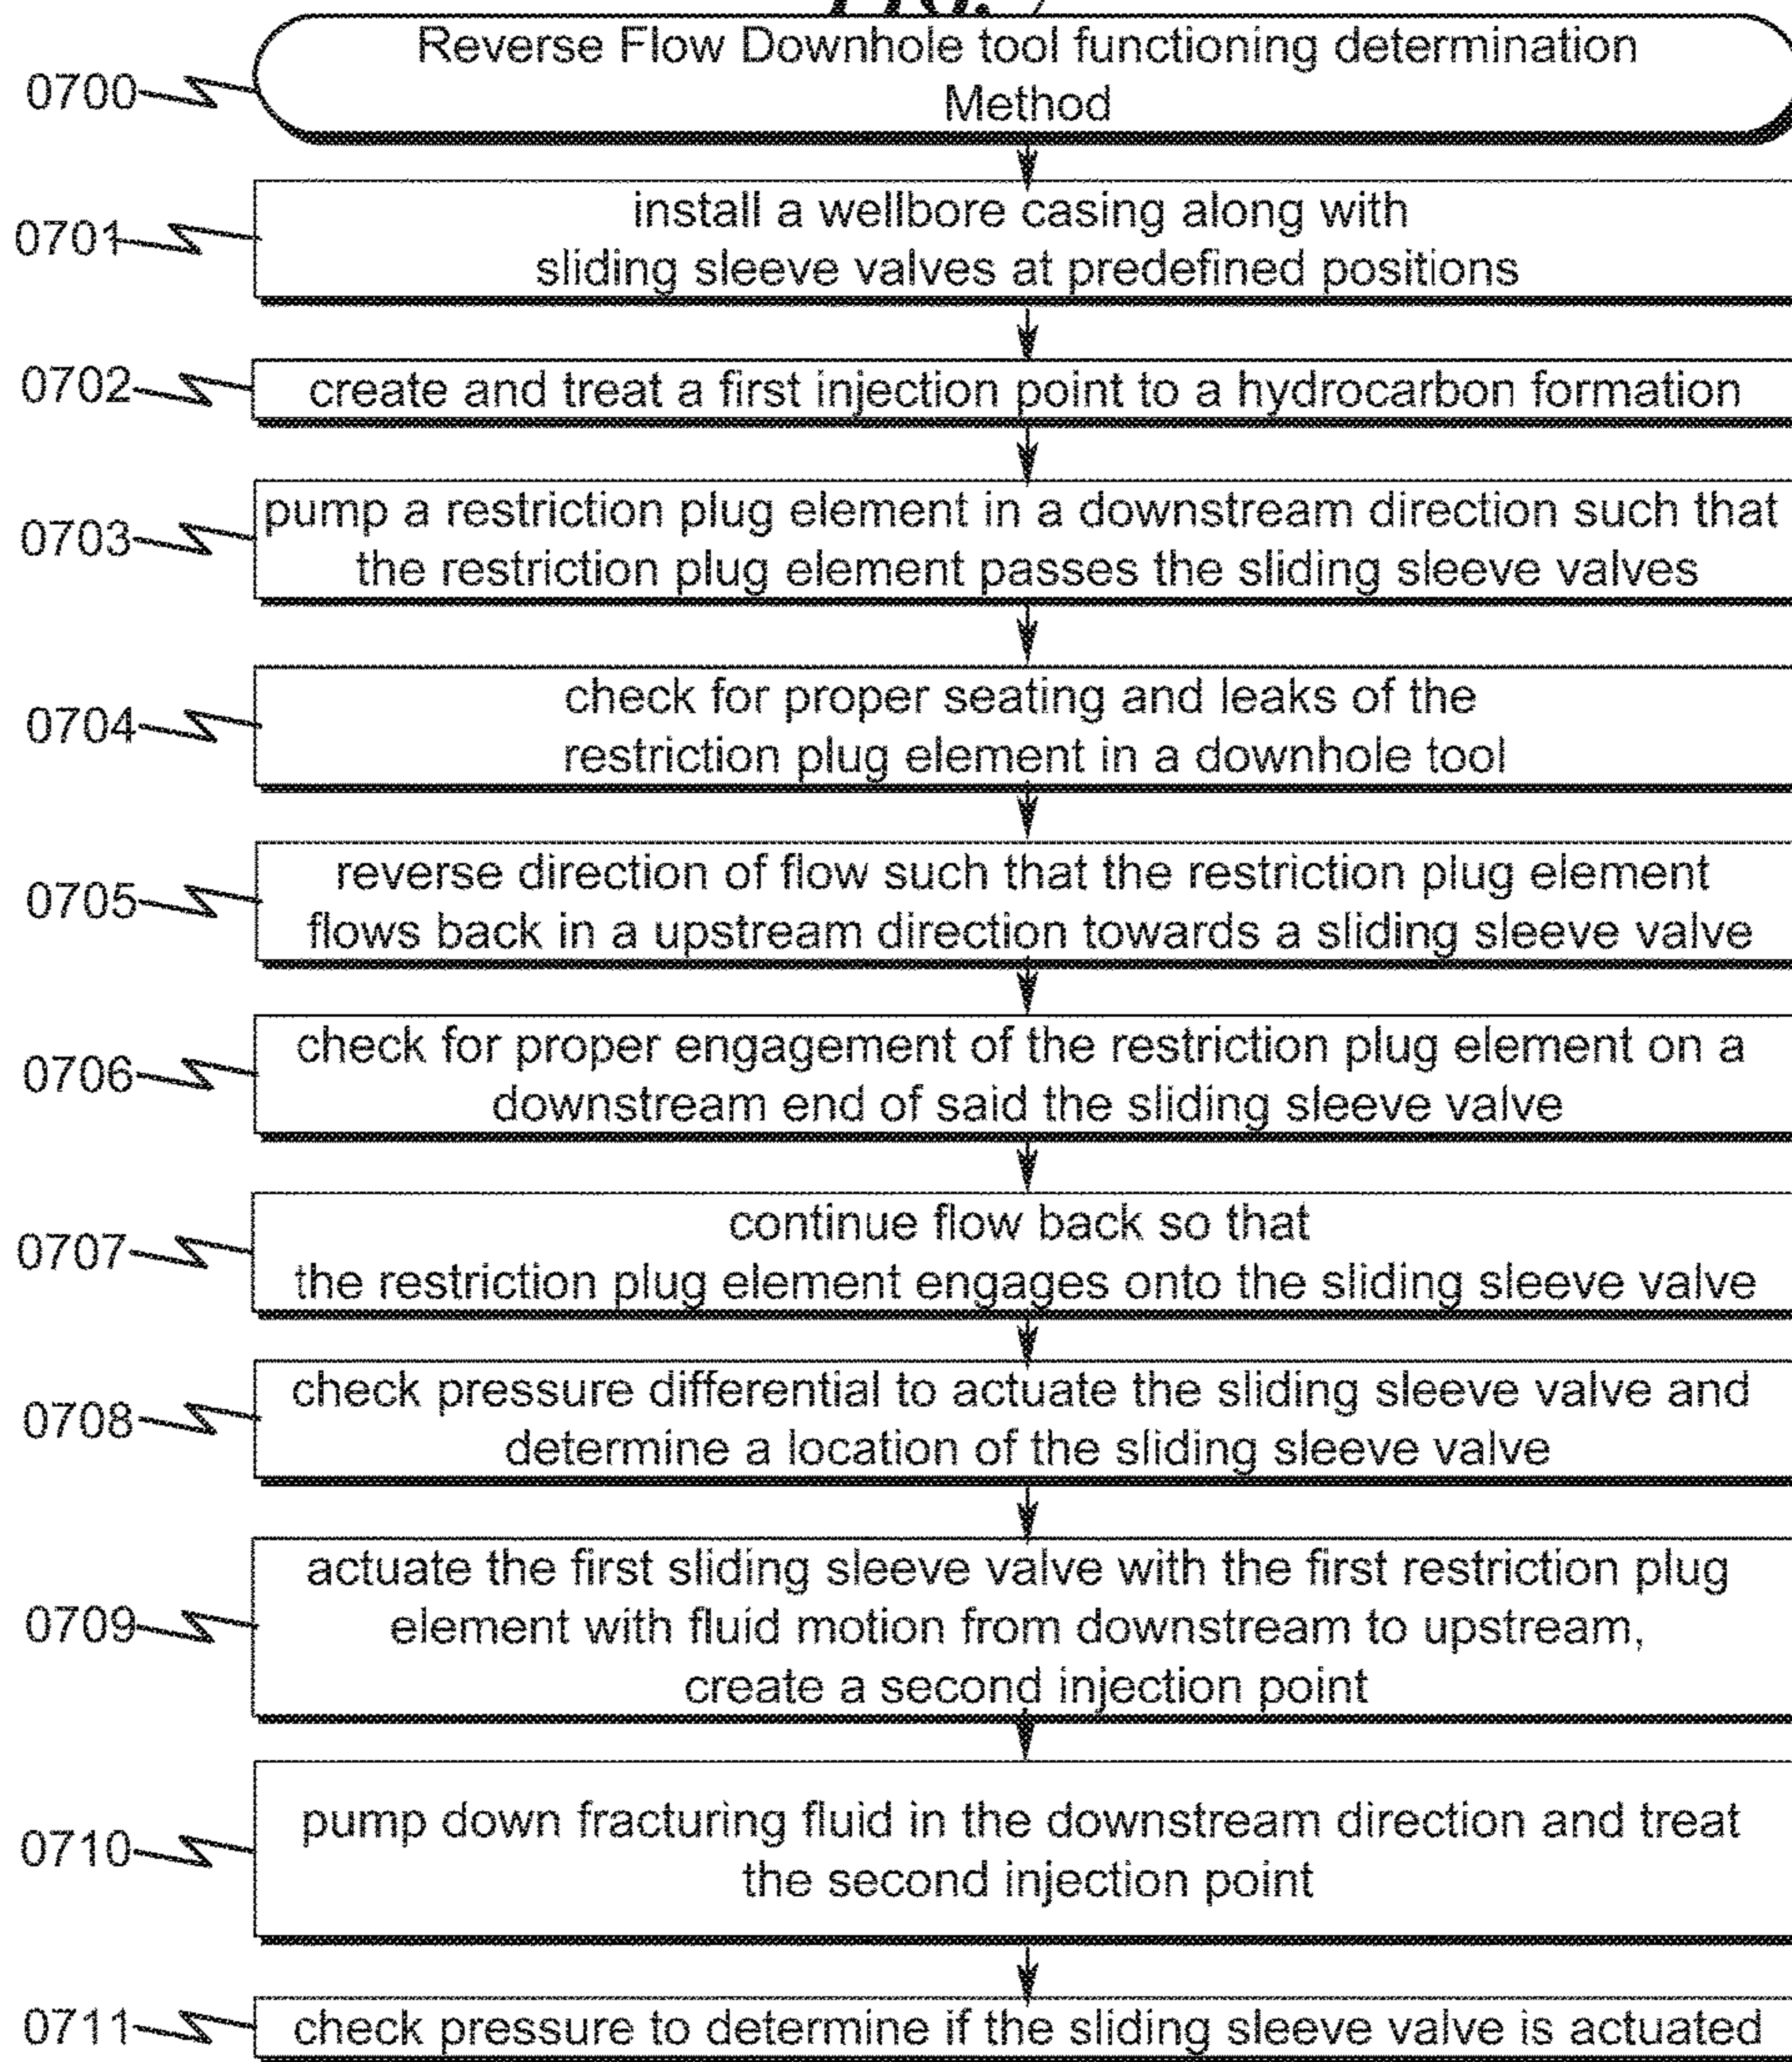 Reverse Flow Downhole tool functioning determination
Method
0700
install a wellbore casing along with
sliding sleeve valves at predefined positions
0701
create and treat a first injection point to a hydrocarbon formation
0702
pump a restriction plug element in a downstream direction such that
the restriction plug element passes the sliding sleeve valves
0703
check for proper seating and leaks of the
restriction plug element in a downhole tool
0704
reverse direction of flow such that the restriction plug element
flows back in a upstream direction towards a sliding sleeve valve
0705
check for proper engagement of the restriction plug element on a
downstream end of said the sliding sleeve valve
0706
continue flow back so that
the restriction plug element engages onto the sliding sleeve valve
0707
check pressure differential to actuate the sliding sleeve valve and
determine a location of the sliding sleeve valve
0708
actuate the first sliding sleeve valve with the first restriction plug
element with fluid motion from downstream to upstream,
create a second injection point
0709
pump down fracturing fluid in the downstream direction and treat
the second injection point
0710
check pressure to determine if the sliding sleeve valve is actuated
0711